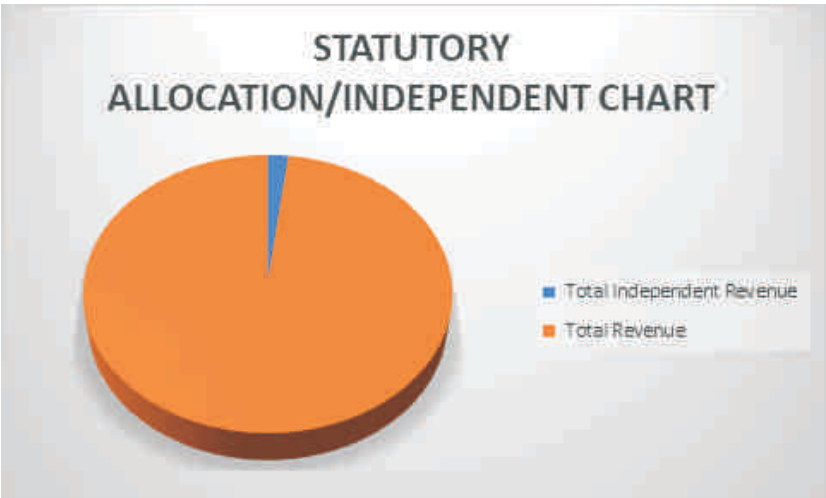 STATUTORY
ALLOCATION/INDEPENDENT CHART
Total Independent Revenue
Total Revenue